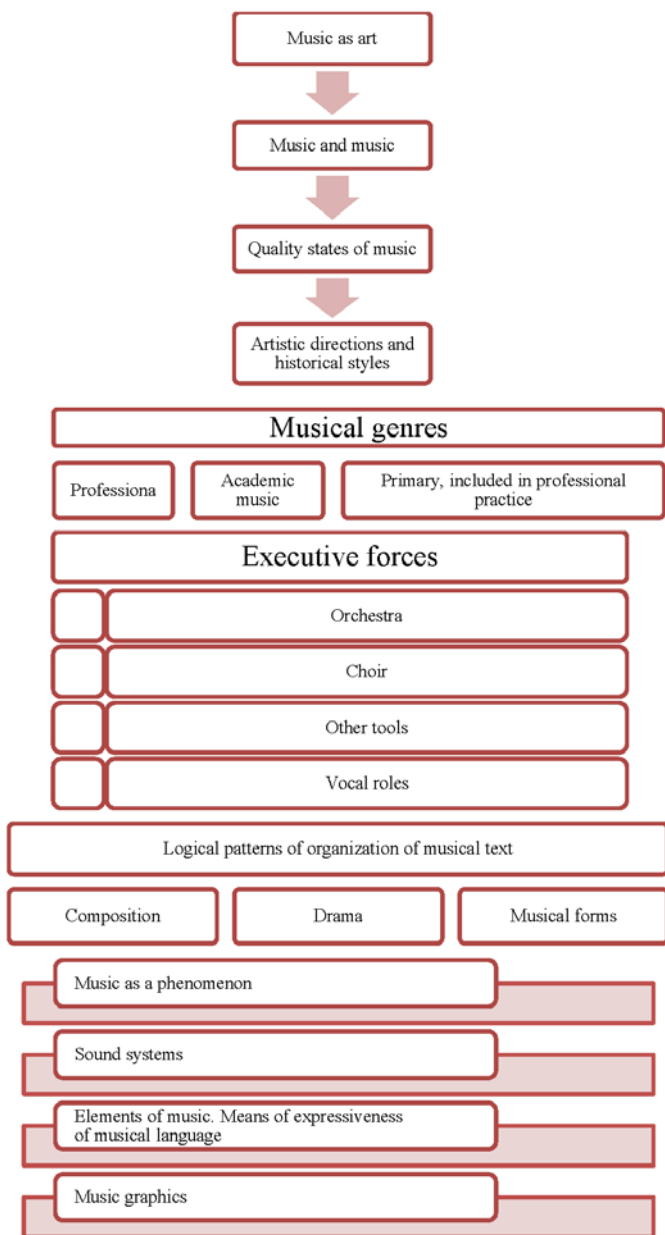 Music as art
Music and music
Quality states of music
Artistic directions and
historical styles
Musical genres
Professiona
Academic
music
Primary, included in professional
practice
Executive forces
Orchestra
Choir
Other tools
Vocal roles
Logical patterns of organization of musical text
Composition
Drama
Musical forms
Music as a phenomenon
Sound systems
Elements of music. Means of expressiveness
of musical language
Music graphics